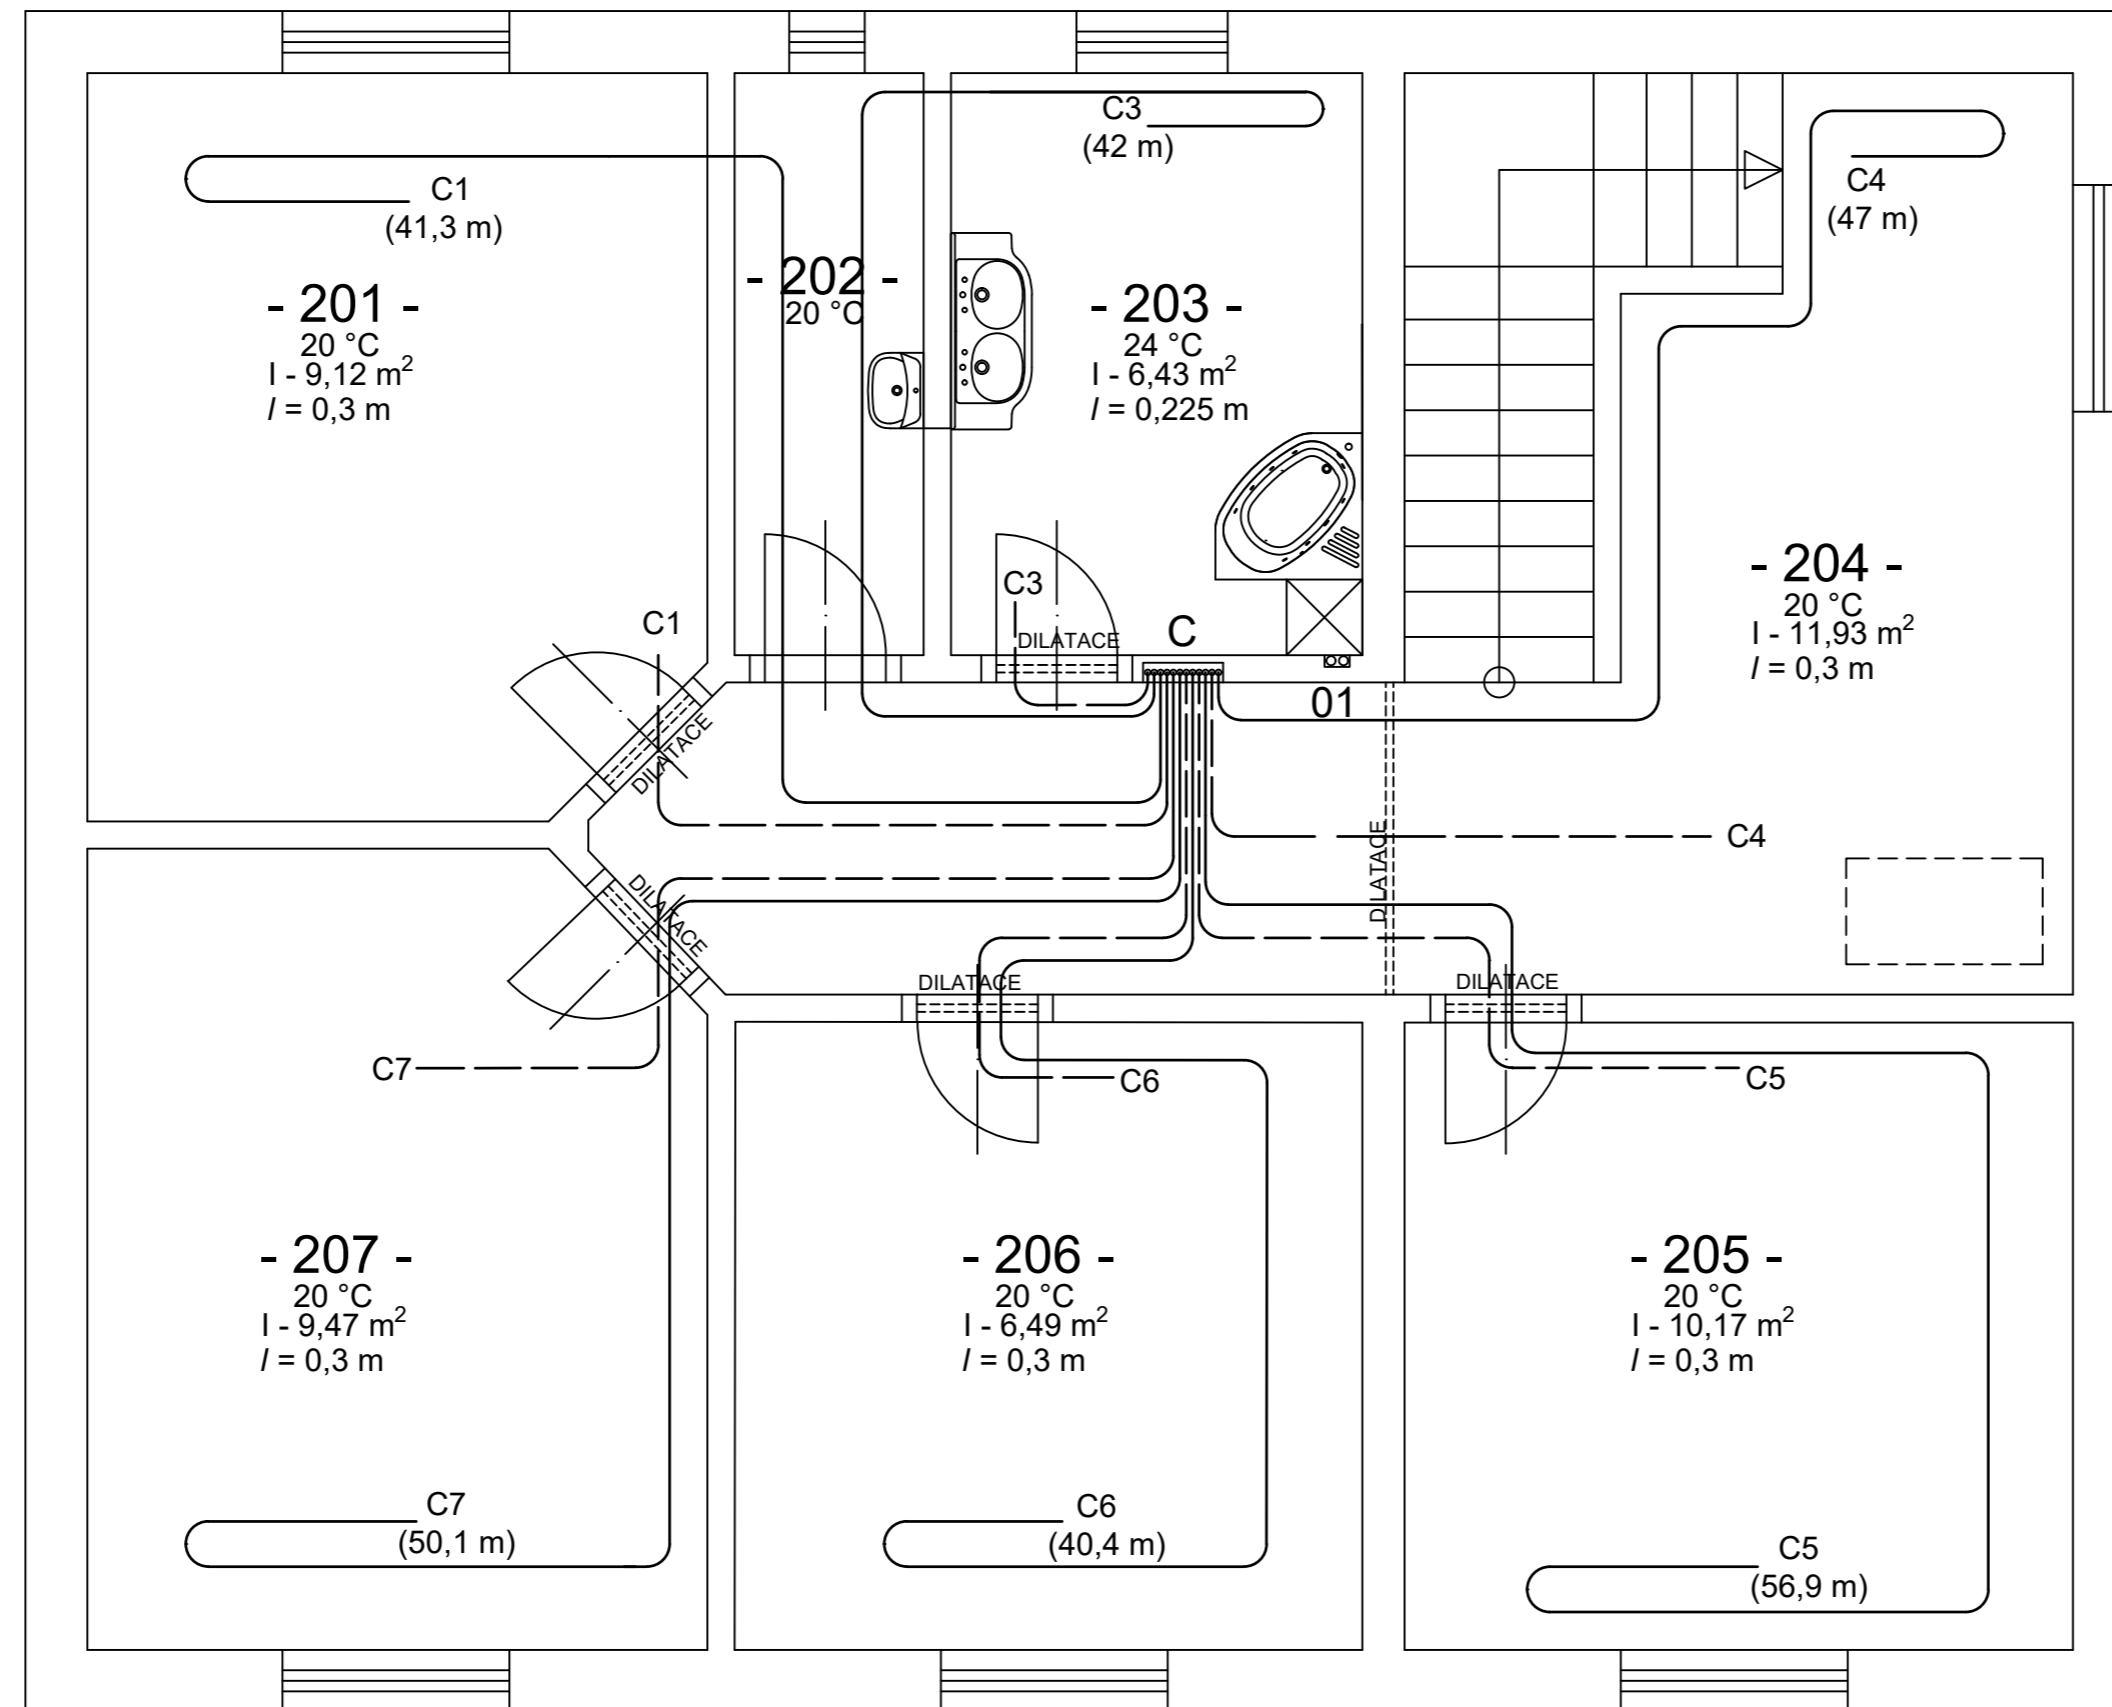 C3
(42 m)
C1
(41,3 m)
C4
(47 m)
- 202 -
20 °C
- 201 -
20 °C
I - 9,12 m²
l = 0,3 m
- 203 -
24 °C
I - 6,43 m²
l = 0,225 m
- 204 -
20 °C
I - 11,93 m²
l = 0,3 m
C3
C1
DILATACE
C
01
DILATACE
C4
DILATACE
DILATACE
DILATACE
DILATACE
C7
C6
C5
- 207 -
20 °C
I - 9,47 m²
l = 0,3 m
- 206 -
20 °C
I - 6,49 m²
l = 0,3 m
- 205 -
20 °C
I - 10,17 m²
l = 0,3 m
C7
(50,1 m)
C6
(40,4 m)
C5
(56,9 m)